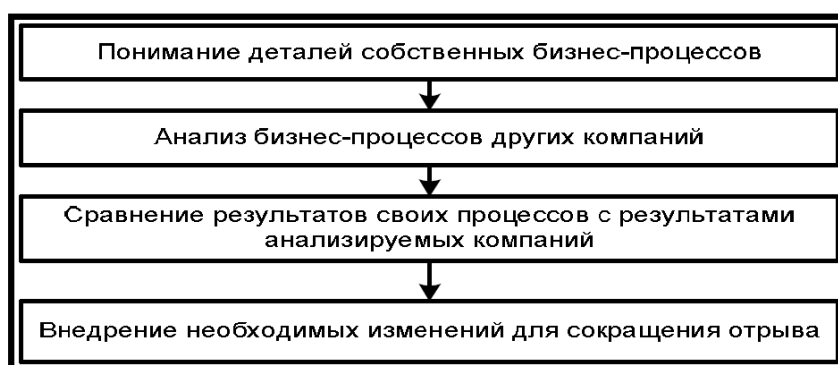 Понимание деталей собственных бизнес-процессов
Анализ бизнес-процессов других компаний
Сравнение результатов своих процессов с результатами
анализируемых компаний
Внедрение необходимых изменений для сокращения отрыва